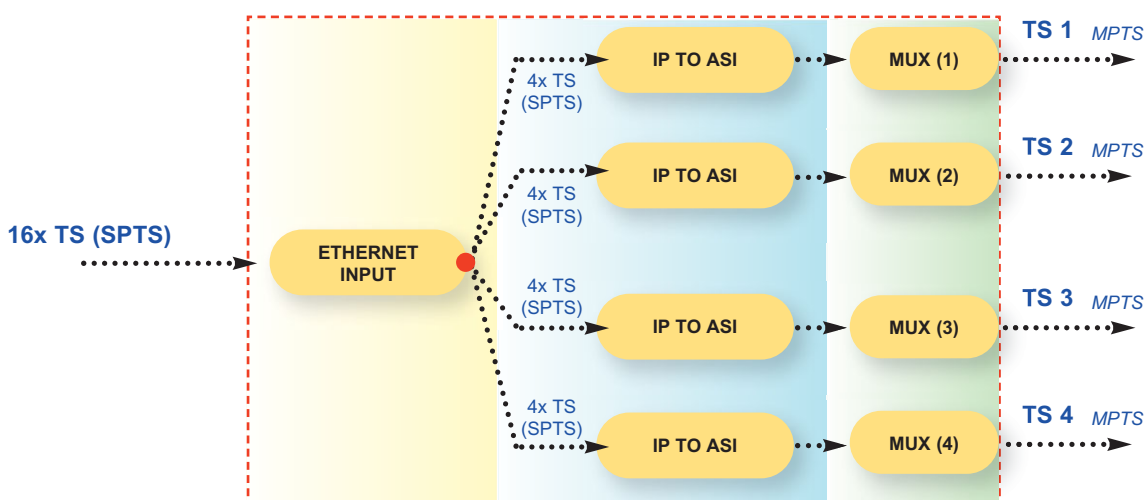 TS 1 MPTS
IP TO ASI
MUX (1)
4x TS
(SPTS)
TS 2 MPTS
IP TO ASI
MUX (2)
4x TS
(SPTS)
16x TS (SPTS)
ETHERNET
INPUT
4x TS
(SPTS)
IP TO ASI
MUX (3)
TS 3 MPTS
4x TS
(SPTS)
IP TO ASI
MUX (4)
TS 4 MPTS